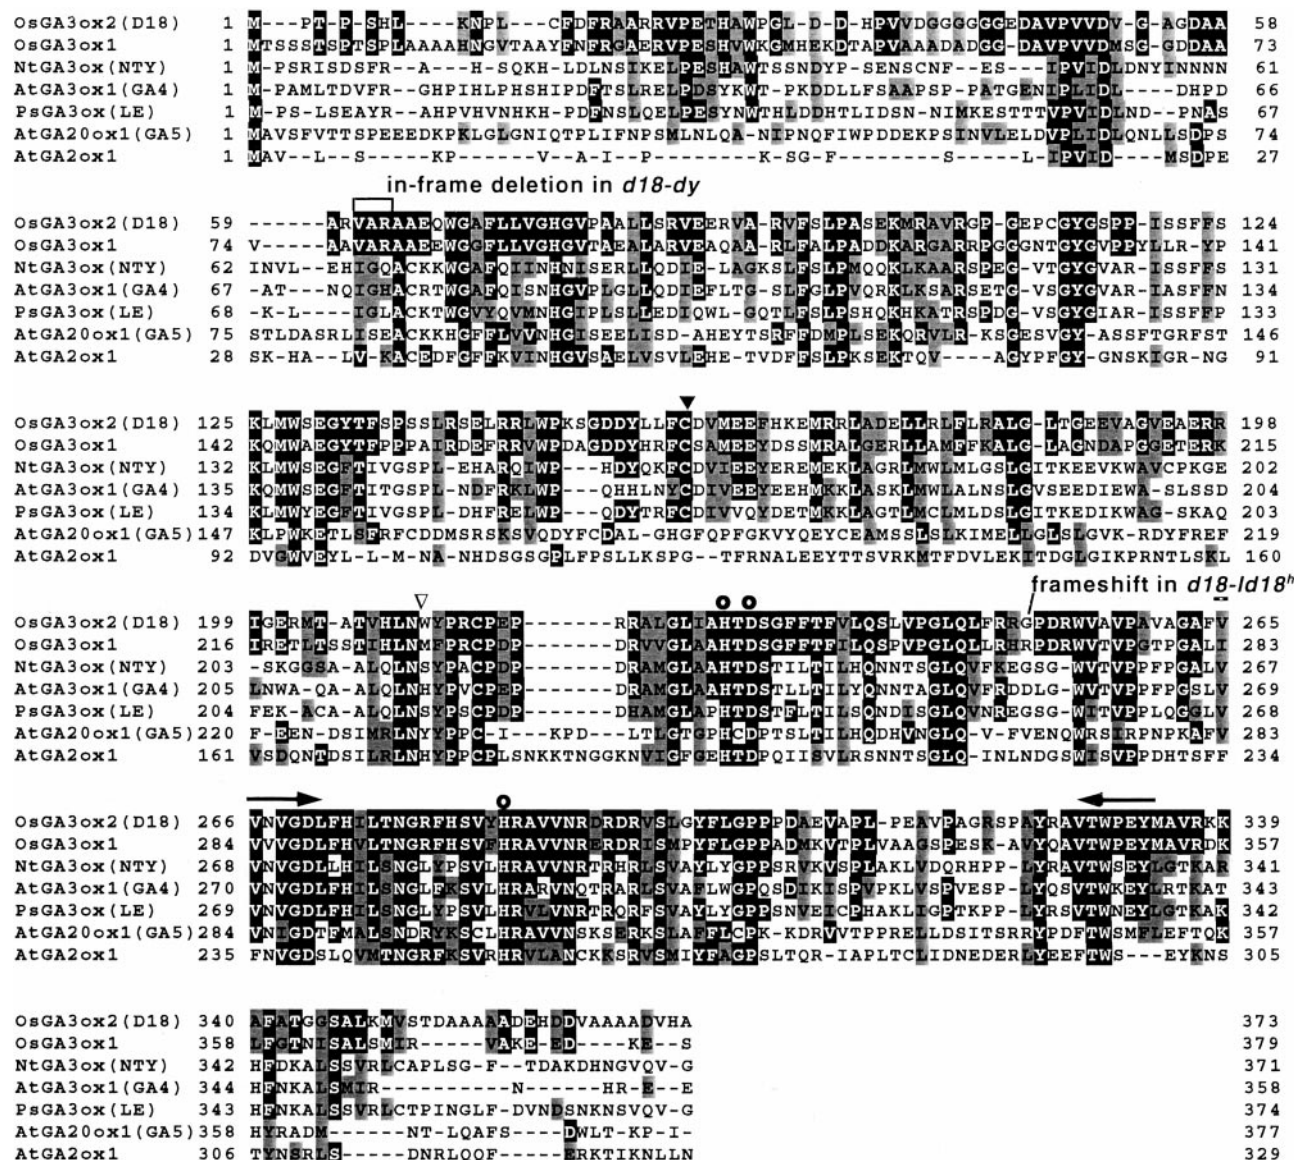 OsGA3ox2(D18) 1 M---PT-P-SHL----KNPL---CFDFRAARRVPETHAWPGL-D-D-HPVVDGGGGGGGEDAVPVVDV-G-AGDAA 58
OsGA3ox1 1 MTSSSTSPTSPLAAAAHNGVTAAYFNFRGAERVPESHVWKGMHEKDTAPVAAADADGG-DAVPVVDMSG-GDDAA 73
NtGA3ox(NTY) 1 M-PSRISDSFR--A---H-SQKH-LDLNSIKELPESHAWTSSNDYP-SENSCNF--ES---IPVIDLDNYINNNN 61
AtGA3ox1(GA4) 1 M-PAMLTDVFR--GHPIHLPHSHIPDFTSLRELPDSYKWT-PKDDLLFSAAPSP-PATGENIPLIDL----DHPD 66
PsGA3ox(LE) 1 M-PS-LSEAYR--AHPVHVNHKH-PDFNSLQELPESYNWTHLDDHTLIDSN-NIMKESTTTVPVIDLND--PNAS 67
AtGA20ox1(GA5) 1 MAVSFVTTSPEEEDKPKLGLGNIQTPLIFNPSMLNLQA-NIPNQFIWPDDEKPSINVLELDVPLIDLQNLLSDPS 74
AtGA2ox1 1 MAV--L--S----KP------V--A-I--P--------K-SG-F--------S-----L-IPVID----MSDPE 27
in-frame deletion in d18-dy
OsGA3ox2(D18) 59 ------ARVARAAEQWGAFLLVGHGVPAALLSRVEERVA-RVFSLPASEKMRAVRGP-GEPCGYGSPP-ISSFFS 124
OsGA3ox1 74 V-----AAVARAAEEWGGFLLVGHGVTAEALARVEAQAA-RLFALPADDKARGARRPGGGNTGYGVPPYLLR-YP 141
NtGA3ox(NTY) 62 INVL--EHIGQACKKWGAFQIINHNISERLLQDIE-LAGKSLFSLPMQQKLKAARSPEG-VTGYGVAR-ISSFFS 131
AtGA3ox1(GA4) 67 -AT---NQIGHACRTWGAFQISNHGVPLGLLQDIEFLTG-SLFGLPVQRKLKSARSETG-VSGYGVAR-IASFFN 134
PsGA3ox(LE) 68 -K-L----IGLACKTWGVYQVMNHGIPLSLLEDIQWL-GQTLFSLPSHQKHKATRSPDG-VSGYGIAR-ISSFFP 133
AtGA20ox1(GA5) 75 STLDASRLISEACKKHGFFLVVNHGISEELISD-AHEYTSRFFDMPLSEKQRVLR-KSGESVGYASSFTGRFST 146
AtGA2ox1 28 SK-HA--LV-KACEDFGFFKVINHGVSAELVSVLEHE-TVDFFSLPKSEKTQV----AGYPFGY-GNSKIGR-NG 91
OsGA3ox2(D18) 125 KLMWSEGYTFSPSSLRSELRRLWPKSGDDYLLFCDVMEEFHKEMRRLADELLRLFLRALG-LTGEEVAGVEAERR 198
OsGA3ox1 142 KQMWAEGYTFPPPAIRDEFRRVWPDAGDDYHRFCSAMEEYDSSMRALGERLLAMFFKALG-LAGNDAPGGETERK 215
NtGA3ox(NTY) 132 KLMWSEGFTIVGSPL-EHARQIWP---HDYQKFCDVIEEYEREMEKLAGRLMWLMLGSLGITKEEVKWAVCPKGE 202
AtGA3ox1(GA4) 135 KQMWSEGFTITGSPL-NDFRKLWP---QHHLNYCDIVEEYEEHMKKLASKLMWLALNSLGVSEEDIEWA-SLSSD 204
PsGA3ox(LE) 134 KLMWYEGFTIVGSPL-DHFRELWP---QDYTRFCDIVVQYDETMKKLAGTLMCLMLDSLGITKEDIKWAG-SKAQ 203
AtGA20ox1(GA5) 147 KLPWKETLSFRFCDDMSRSKSVQDYFCDAL-GHGFQPFGKVYQEYCEAMSSLSLKIMELLGLSLGVK-RDYFREF 219
AtGA2ox1 92 DVGWVEYL--L-M-NA-NHDSGSGPLFPSLLKSPG-TFRNALEEYTTSVRKMTFDVLEKITDGLGIKPRNTLSKL 160
frameshift in d18-Id18h
OsGA3ox2(D18) 199 IGERMT-ATVHLNWYPRCPEP-------RRALGLIAHTDSGFFTFVLQSLVPGLQLFRRGPDRWVAVPAVAGAFV 265
OsGA3ox1 216 IRETLTSSTIHLNMYPRCPDP-------DRVVGLAAHTDSGFFTFILQSPVPGLQLLRHRPDRWVTVPGTPGALI 283
NtGA3ox(NTY) 203 -SKGGSA-ALQLNSYPACPDP-------DRAMGLAAHTDSTILTILHQNNTSGLQVFKEGSG-WVTVPPFPGALV 267
AtGA3ox1(GA4) 205 LNWA-QA-ALQLNHYPVCPEP-------DRAMGLAAHTDSTLLTILYQNNTAGLQVFRDDLG-WVTVPPFPGSLV 269
PsGA3ox(LE) 204 FEK-ACA-ALQLNSYPSCPDP-------DHAMGLAPHTDSTFLTILSQNDISGLQVNREGSG-WITVPPLQGGLV 268
AtGA20ox1(GA5) 220 F-EEN-DSIMRLNYYPPC-I---KPD--LTLGTGPHCDPTSLTILHQDHVNGLQ-V-FVENQWRSIRPNPKAFV 283
AtGA2ox1 161 VSDQNTDSILRLNHYPPCPLSNKKTNGGKNVIGFGEHTDPQIISVLRSNNTSGLQ-INLNDGSWISVPPDHTSFF 234
OsGA3ox2(D18) 266 VNVGDLFHILTNGRFHSVYHRAVVNRDRDRVSLGYFLGPPPDAEVAPL-PEAVPAGRSPAYRAVTWPEYMAVRKK 339
OsGA3ox1 284 VVVGDLFHVLTNGRFHSVFHRAVVNRERDRISMPYFLGPPADMKVTPLVAAGSPESK-AVYQAVTWPEYMAVRDK 357
NtGA3ox(NTY) 268 VNVGDLLHILSNGLYPSVLHRAVVNRTRHRLSVAYLYGPPSRVKVSPLAKLVDQRHPP-LYRAVTWSEYLGTKAR 341
AtGA3ox1(GA4) 270 VNVGDLFHILSNGLFKSVLHRARVNQTRARLSVAFLWGPQSDIKISPVPKLVSPVESP-LYQSVTWKEYLRTKAT 343
PsGA3ox(LE) 269 VNVGDLFHILSNGLYPSVLHRVLVNRTRQRFSVAYLYGPPSNVEICPHAKLIGPTKPP-LYRSVTWNEYLGTKAK 342
AtGA20ox1(GA5) 284 VNIGDTFMALSNDRYKSCLHRAVVNSKSERKSLAFFLCPK-KDRVVTPPRELLDSITSRRYPDFTWSMFLEFTQK 357
AtGA2ox1 235 FNVGDSLQVMTNGRFKSVRHRVLANCKKSRVSMIYFAGPSLTQR-IAPLTCLIDNEDERLYEEFTWS---EYKNS 305
OsGA3ox2(D18) 340 AFATGGSALKMVSTDAAAAADEHDDVAAAADVHA 373
OsGA3ox1 358 LFGTNISALSMIR-----VAKE-ED----KE--S 379
NtGA3ox(NTY) 342 HFDKALSSVRLCAPLSG-F--TDAKDHNGVQV-G 371
AtGA3ox1(GA4) 344 HFNKALSMIR----------N------HR-E--E 358
PsGA3ox(LE) 343 HFNKALSSVRLCTPINGLF-DVNDSNKNSVQV-G 374
AtGA20ox1(GA5) 358 HYRADM------NT-LQAFS----DWLT-KP-I- 377
AtGA2ox1 306 TYNSRLS-----DNRLQQF----ERKTIKNLLN 329